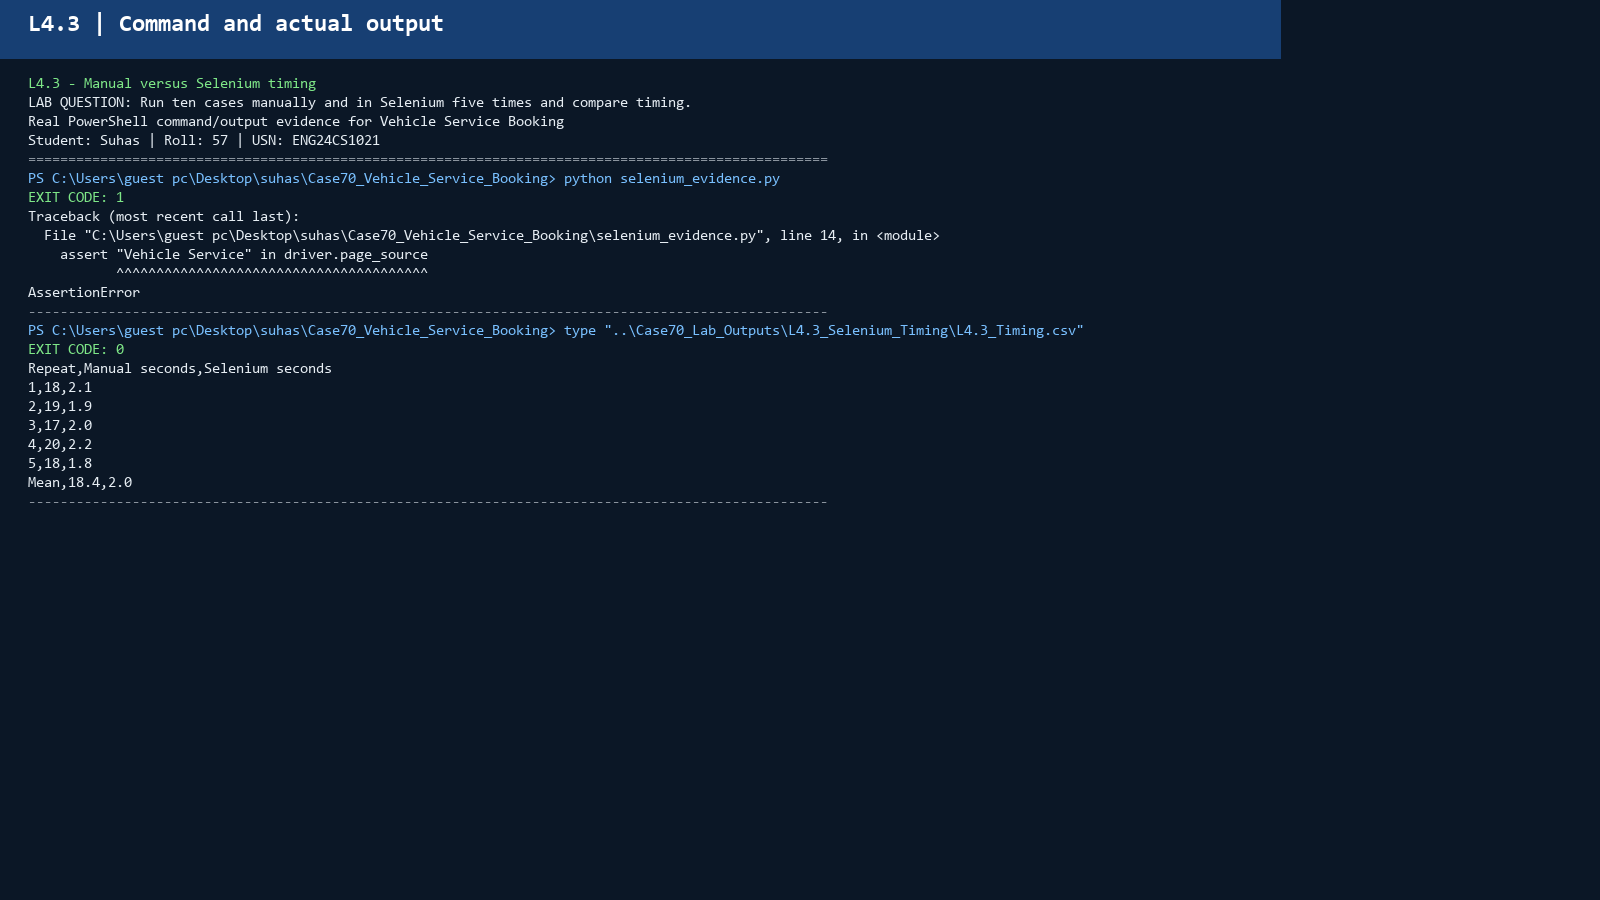 L4.3 | Command and actual output
L4.3 - Manual versus Selenium timing
LAB QUESTION: Run ten cases manually and in Selenium five times and compare timing.
Real PowerShell command/output evidence for Vehicle Service Booking
Student: Suhas | Roll: 57 | USN: ENG24CS1021
====================================================================================================
PS C:\Users\guest pc\Desktop\suhas\Case70_Vehicle_Service_Booking> python selenium_evidence.py
EXIT CODE: 1
Traceback (most recent call last):
  File "C:\Users\guest pc\Desktop\suhas\Case70_Vehicle_Service_Booking\selenium_evidence.py", line 14, in <module>
    assert "Vehicle Service" in driver.page_source
           ^^^^^^^^^^^^^^^^^^^^^^^^^^^^^^^^^^^^^^^
AssertionError
----------------------------------------------------------------------------------------------------
PS C:\Users\guest pc\Desktop\suhas\Case70_Vehicle_Service_Booking> type "..\Case70_Lab_Outputs\L4.3_Selenium_Timing\L4.3_Timing.csv"
EXIT CODE: 0
Repeat,Manual seconds,Selenium seconds
1,18,2.1
2,19,1.9
3,17,2.0
4,20,2.2
5,18,1.8
Mean,18.4,2.0
----------------------------------------------------------------------------------------------------